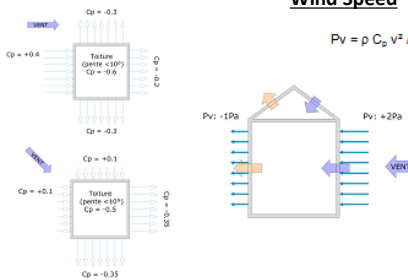 Wind Speed
Pv = ρ Cp v²
Cp = -0.3
VENT
Cp = +0.4
Toiture
(pente <10°)
Cp = -0.6
Cp = -0.2
Cp = -0.3
VENT
Cp = +0.1
Cp = +0.1
Toiture
(pente <10°)
Cp = -0.5
Cp = -0.35
Cp = -0.35
Pv: -1Pa
Pv: +2Pa
VENT